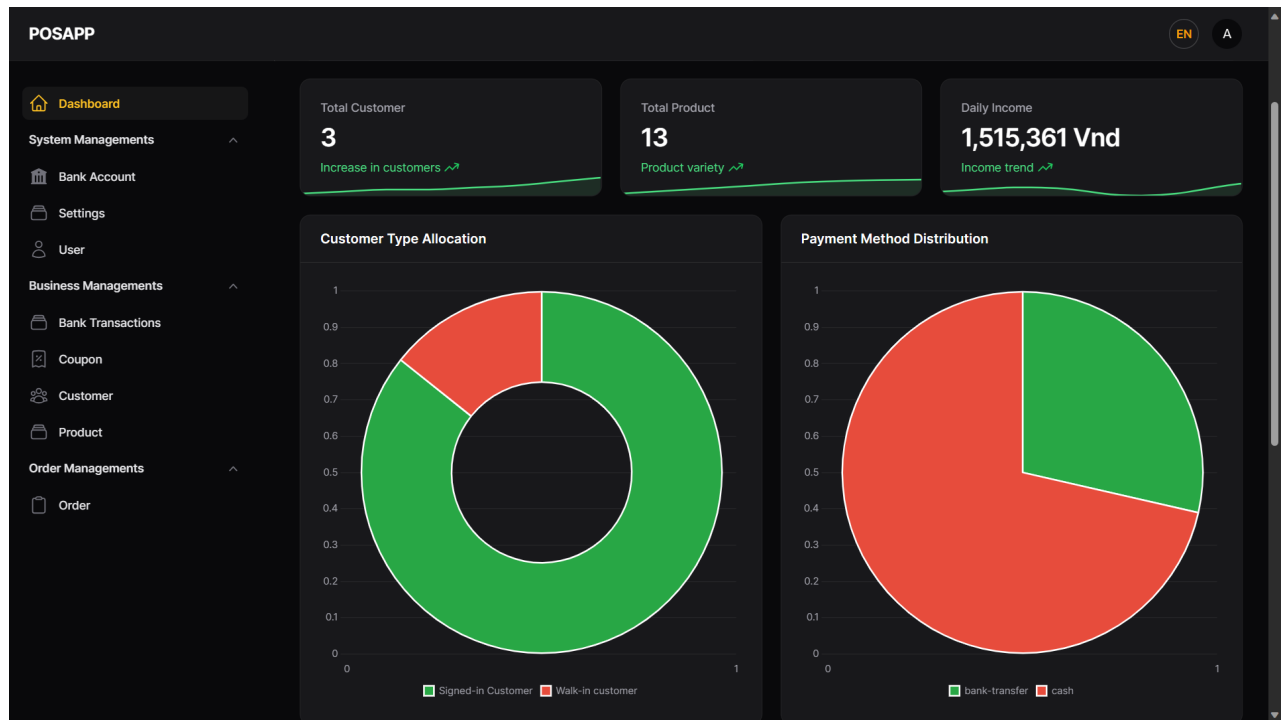 POSAPP
EN
A
Dashboard
System Managements
Bank Account
Settings
User
Business Managements
Bank Transactions
Coupon
Customer
Product
Order Managements
Order
Total Customer
3
Increase in customers
Total Product
13
Product variety
Daily Income
1,515,361 Vnd
Income trend
Customer Type Allocation
1
0.9
0.8
0.7
0.6
0.5
0.4
0.3
0.2
0.1
0
0 1
Signed-in Customer Walk-in customer
Payment Method Distribution
1
0.9
0.8
0.7
0.6
0.5
0.4
0.3
0.2
0.1
0
0 1
bank-transfer cash